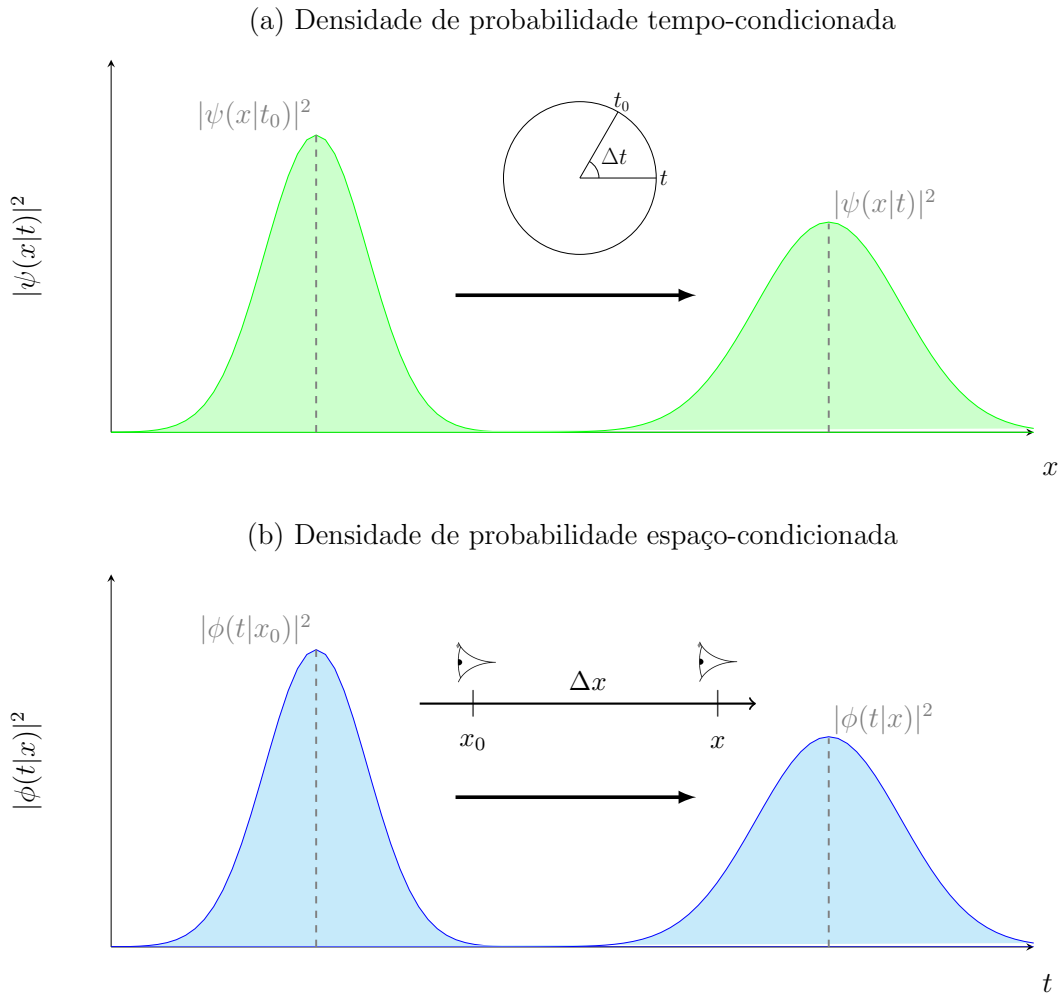 (a) Densidade de probabilidade tempo-condicionada
|ψ(x|t₀)|²
t₀
Δt
t
|ψ(x|t)|²
|ψ(x|t)|²
x
(b) Densidade de probabilidade espaço-condicionada
|ϕ(t|x₀)|²
Δx
x₀
x
|ϕ(t|x)|²
|ϕ(t|x)|²
t